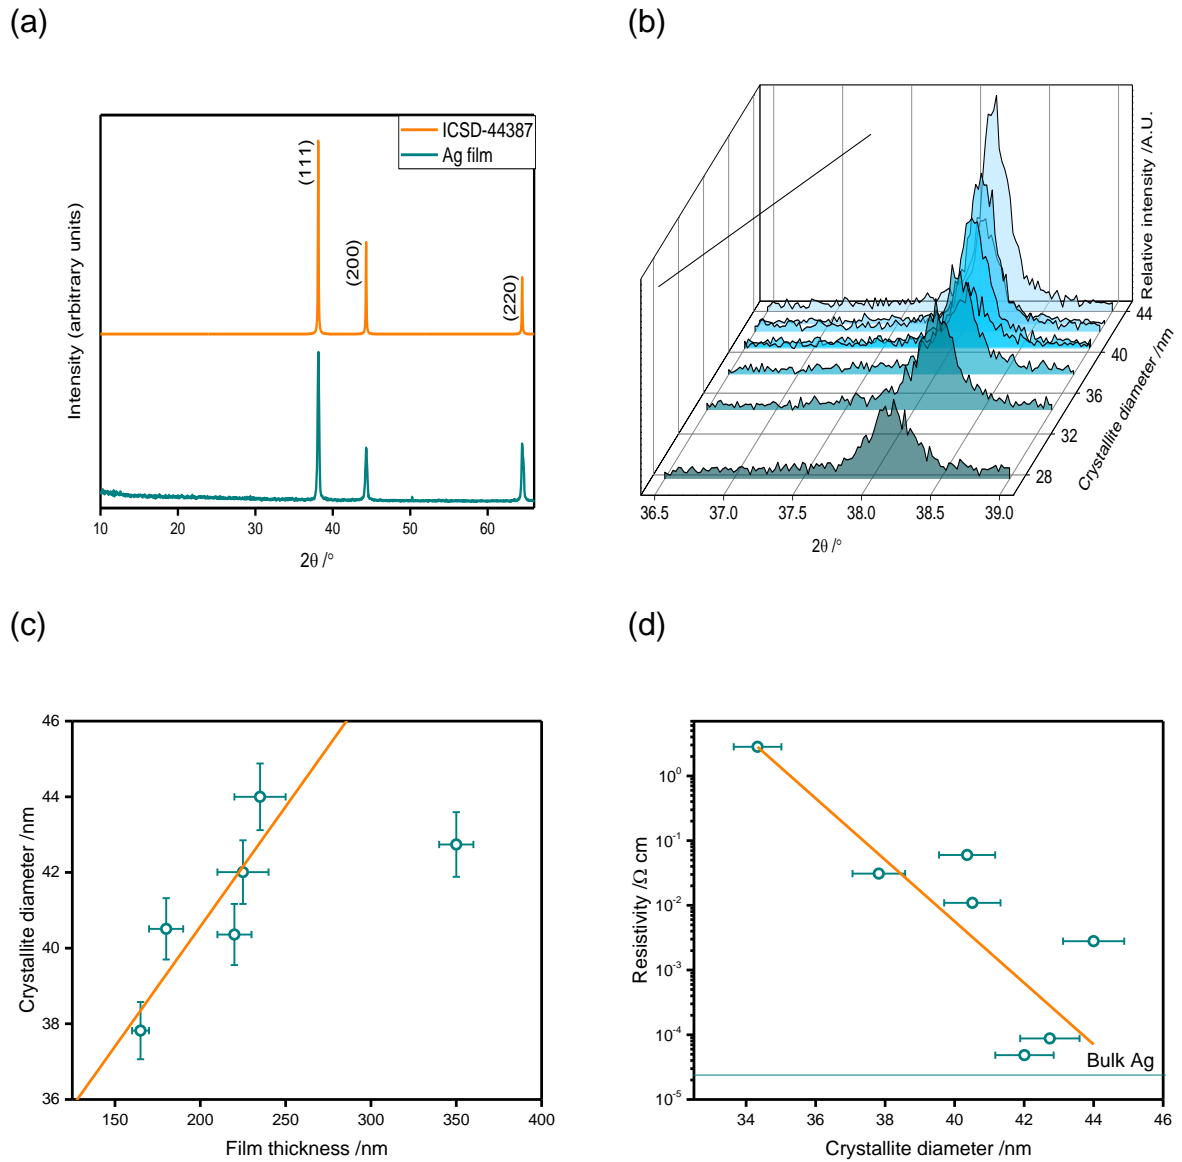 (a)
(b)
ICSD-44387
Ag film
(111)
(200)
(220)
Intensity (arbitrary units)
10 20 30 40 50 60
2θ /°
Relative intensity /A.U.
44
40
36
32
28
Crystallite diameter /nm
36.5 37.0 37.5 38.0 38.5 39.0
2θ /°
(c)
(d)
46
44
42
40
38
36
Crystallite diameter /nm
150 200 250 300 350 400
Film thickness /nm
10⁰
10⁻¹
10⁻²
10⁻³
10⁻⁴
10⁻⁵
Resistivity /Ω cm
Bulk Ag
34 36 38 40 42 44 46
Crystallite diameter /nm